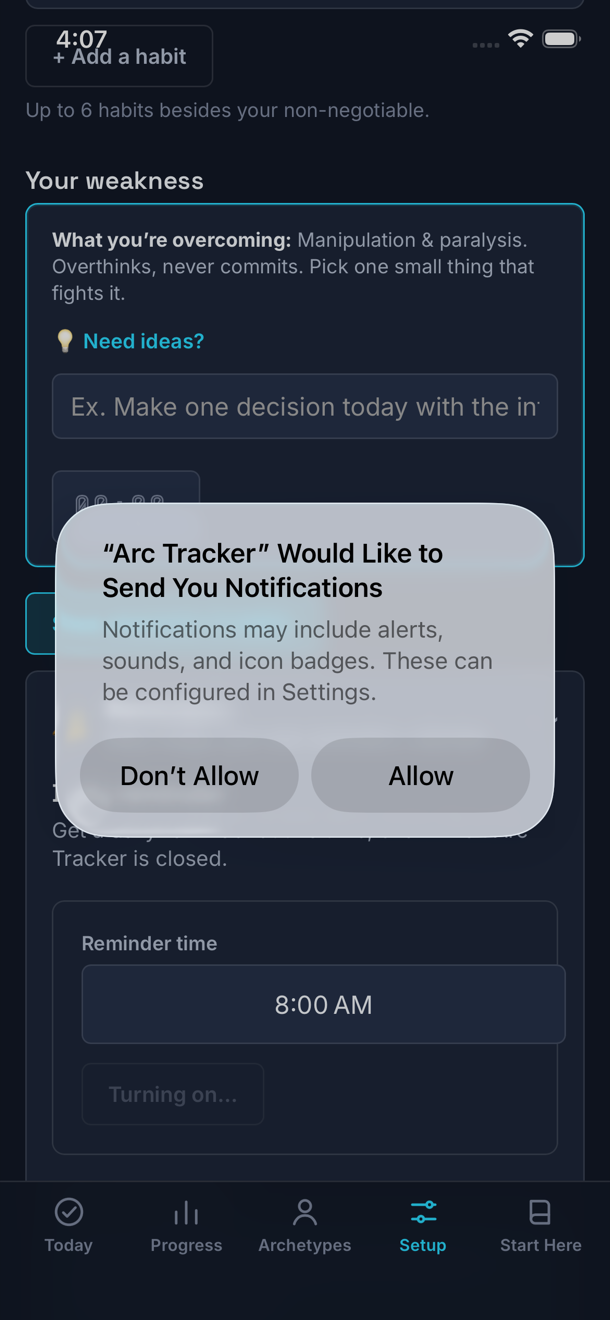 4:07
+ Add a habit
Up to 6 habits besides your non-negotiable.
Your weakness
What you’re overcoming: Manipulation & paralysis.
Overthinks, never commits. Pick one small thing that
fights it.
💡 Need ideas?
Ex. Make one decision today with the in
“Arc Tracker” Would Like to
Send You Notifications
Notifications may include alerts,
sounds, and icon badges. These can
be configured in Settings.
Don’t Allow
Allow
Tracker is closed.
Reminder time
8:00 AM
Turning on...
Today
Progress
Archetypes
Setup
Start Here